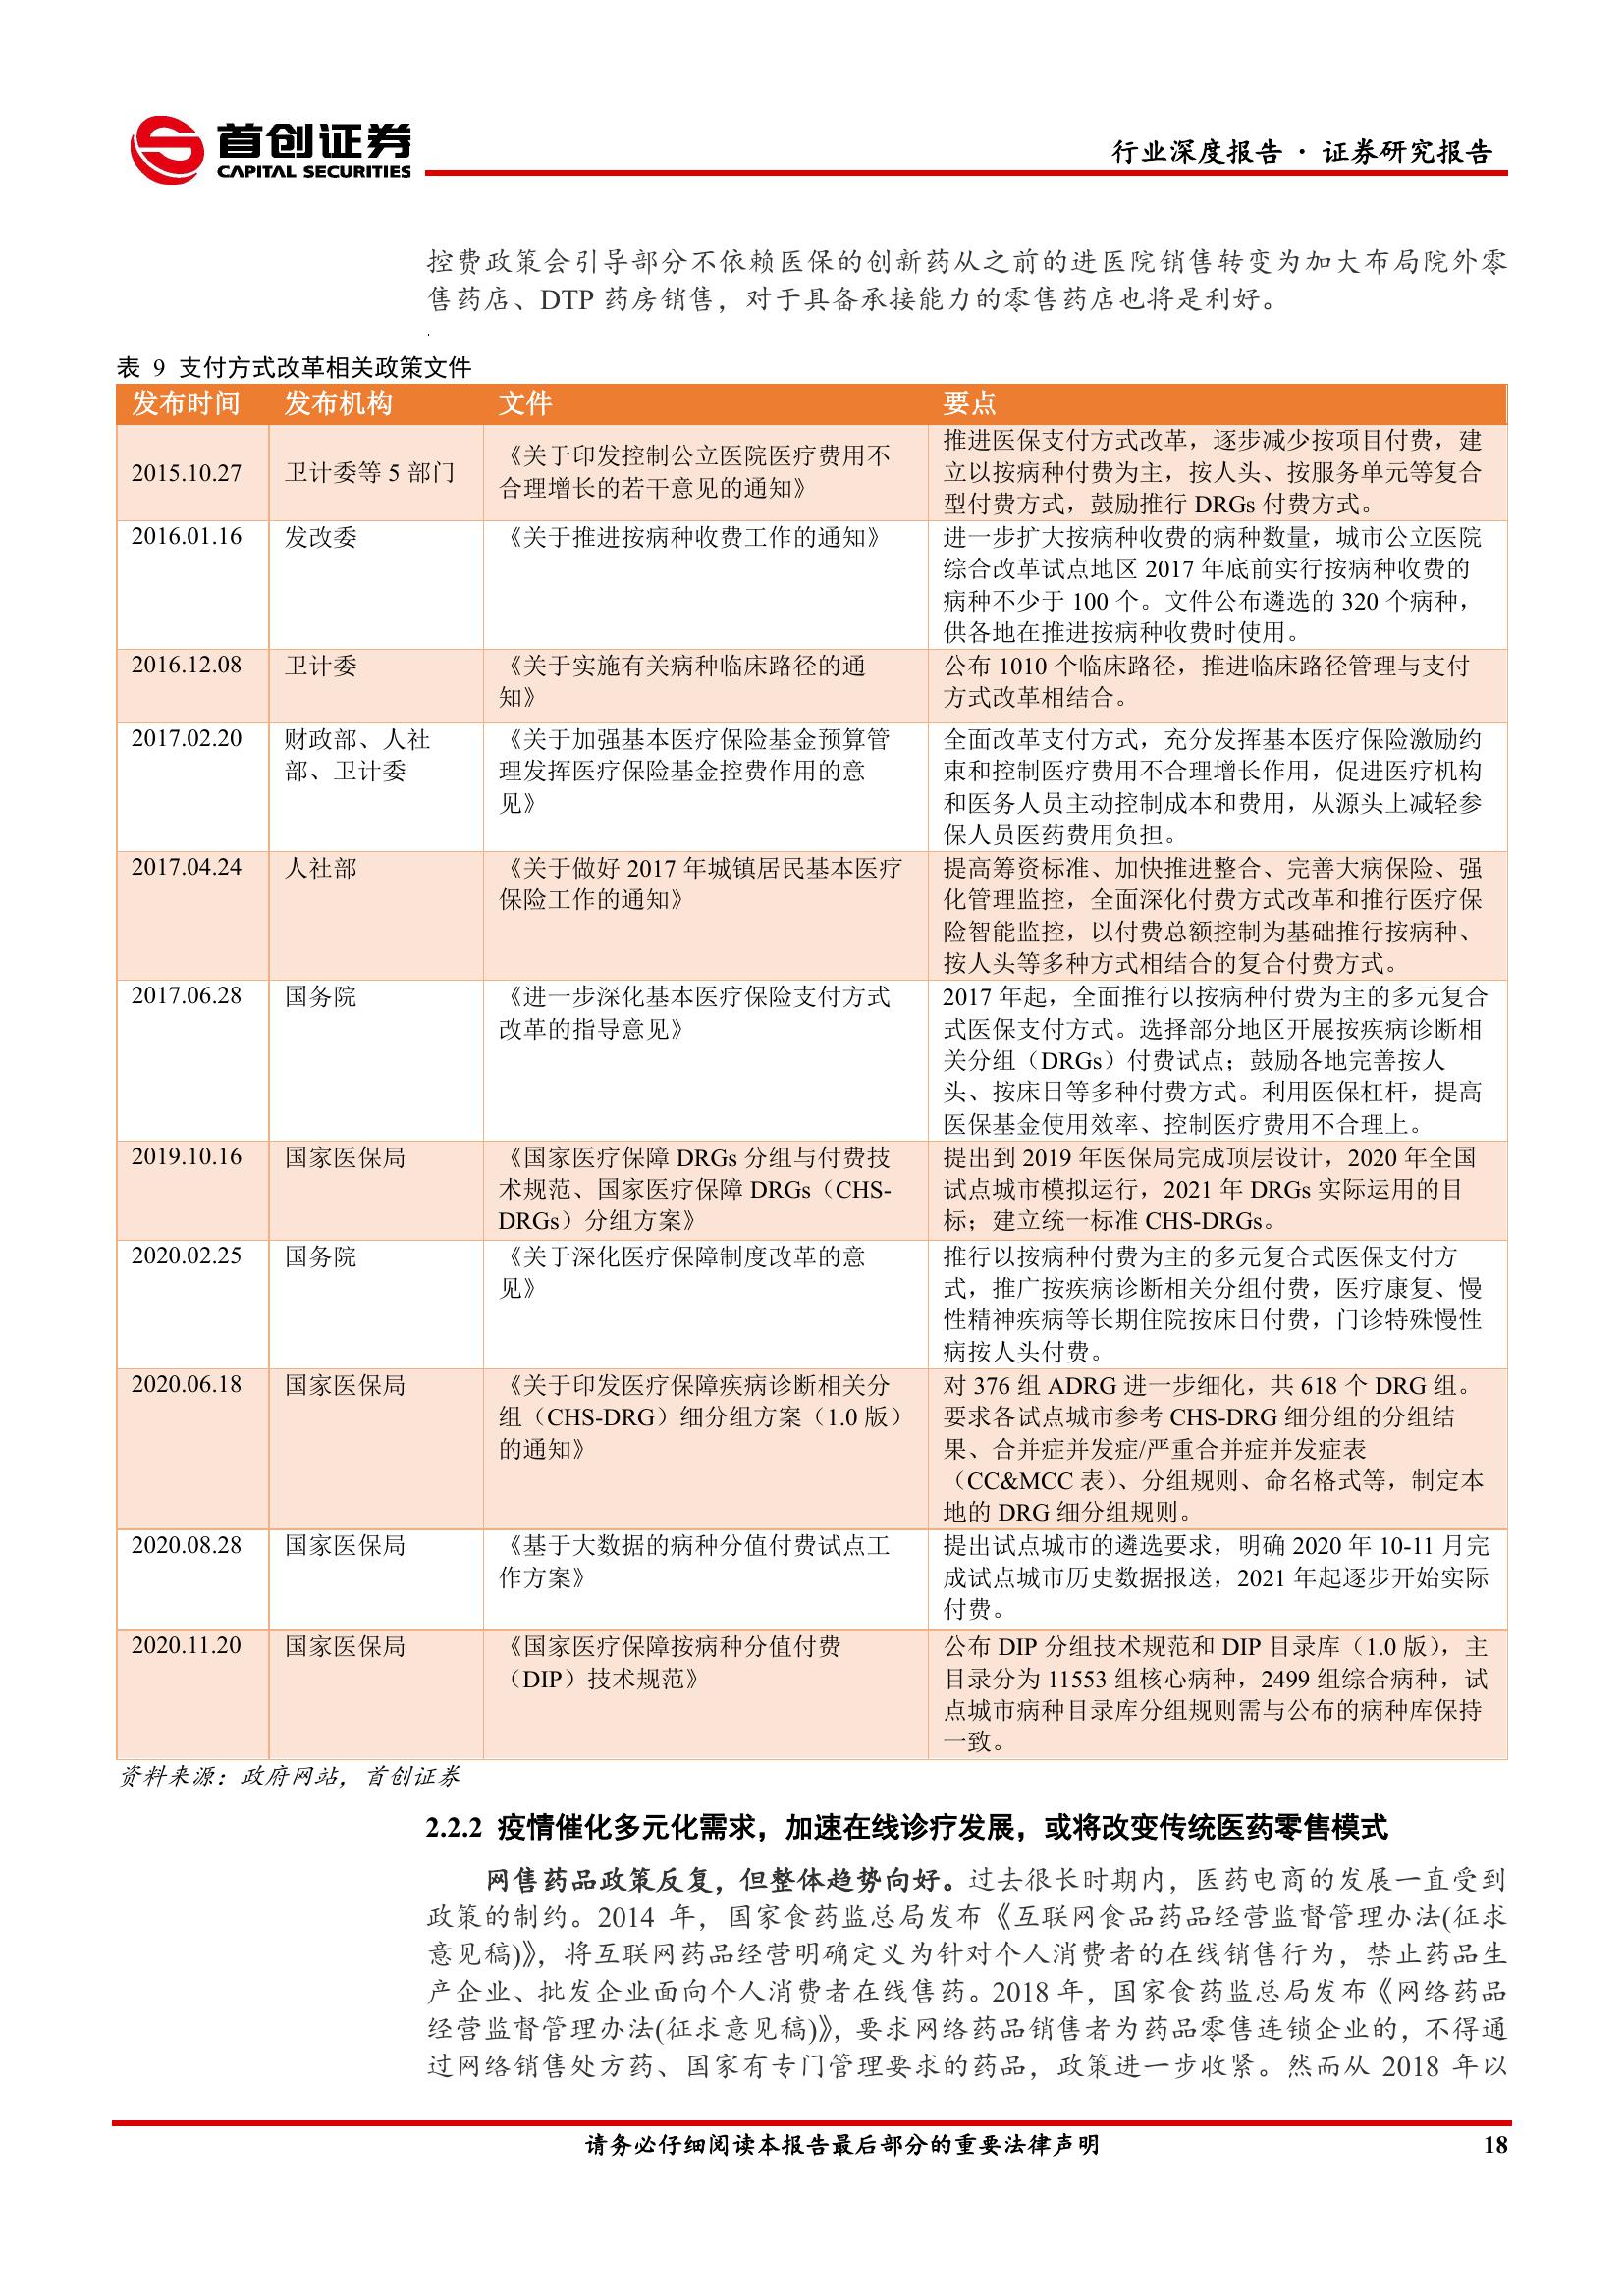 首创证券
CAPITAL SECURITIES
行业深度报告 · 证券研究报告
控费政策会引导部分不依赖医保的创新药从之前的进医院销售转变为加大布局院外零
售药店、DTP 药房销售，对于具备承接能力的零售药店也将是利好。
.
表 9 支付方式改革相关政策文件
发布时间 发布机构 文件 要点
2015.10.27
卫计委等 5 部门
《关于印发控制公立医院医疗费用不
合理增长的若干意见的通知》
推进医保支付方式改革，逐步减少按项目付费，建
立以按病种付费为主，按人头、按服务单元等复合
型付费方式，鼓励推行 DRGs 付费方式。
2016.01.16
发改委
《关于推进按病种收费工作的通知》
进一步扩大按病种收费的病种数量，城市公立医院
综合改革试点地区 2017 年底前实行按病种收费的
病种不少于 100 个。文件公布遴选的 320 个病种，
供各地在推进按病种收费时使用。
2016.12.08
卫计委
《关于实施有关病种临床路径的通
知》
公布 1010 个临床路径，推进临床路径管理与支付
方式改革相结合。
2017.02.20
财政部、人社
部、卫计委
《关于加强基本医疗保险基金预算管
理发挥医疗保险基金控费作用的意
见》
全面改革支付方式，充分发挥基本医疗保险激励约
束和控制医疗费用不合理增长作用，促进医疗机构
和医务人员主动控制成本和费用，从源头上减轻参
保人员医药费用负担。
2017.04.24
人社部
《关于做好 2017 年城镇居民基本医疗
保险工作的通知》
提高筹资标准、加快推进整合、完善大病保险、强
化管理监控，全面深化付费方式改革和推行医疗保
险智能监控，以付费总额控制为基础推行按病种、
按人头等多种方式相结合的复合付费方式。
2017.06.28
国务院
《进一步深化基本医疗保险支付方式
改革的指导意见》
2017 年起，全面推行以按病种付费为主的多元复合
式医保支付方式。选择部分地区开展按疾病诊断相
关分组（DRGs）付费试点；鼓励各地完善按人
头、按床日等多种付费方式。利用医保杠杆，提高
医保基金使用效率、控制医疗费用不合理上。
2019.10.16
国家医保局
《国家医疗保障 DRGs 分组与付费技
术规范、国家医疗保障 DRGs（CHS-
DRGs）分组方案》
提出到 2019 年医保局完成顶层设计，2020 年全国
试点城市模拟运行，2021 年 DRGs 实际运用的目
标；建立统一标准 CHS-DRGs。
2020.02.25
国务院
《关于深化医疗保障制度改革的意
见》
推行以按病种付费为主的多元复合式医保支付方
式，推广按疾病诊断相关分组付费，医疗康复、慢
性精神疾病等长期住院按床日付费，门诊特殊慢性
病按人头付费。
2020.06.18
国家医保局
《关于印发医疗保障疾病诊断相关分
组（CHS-DRG）细分组方案（1.0 版）
的通知》
对 376 组 ADRG 进一步细化，共 618 个 DRG 组。
要求各试点城市参考 CHS-DRG 细分组的分组结
果、合并症并发症/严重合并症并发症表
（CC&MCC 表）、分组规则、命名格式等，制定本
地的 DRG 细分组规则。
2020.08.28
国家医保局
《基于大数据的病种分值付费试点工
作方案》
提出试点城市的遴选要求，明确 2020 年 10-11 月完
成试点城市历史数据报送，2021 年起逐步开始实际
付费。
2020.11.20
国家医保局
《国家医疗保障按病种分值付费
（DIP）技术规范》
公布 DIP 分组技术规范和 DIP 目录库（1.0 版），主
目录分为 11553 组核心病种，2499 组综合病种，试
点城市病种目录库分组规则需与公布的病种库保持
一致。
资料来源：政府网站，首创证券
2.2.2 疫情催化多元化需求，加速在线诊疗发展，或将改变传统医药零售模式
网售药品政策反复，但整体趋势向好。过去很长时期内，医药电商的发展一直受到
政策的制约。2014 年，国家食药监总局发布《互联网食品药品经营监督管理办法(征求
意见稿)》，将互联网药品经营明确定义为针对个人消费者的在线销售行为，禁止药品生
产企业、批发企业面向个人消费者在线售药。2018 年，国家食药监总局发布《网络药品
经营监督管理办法(征求意见稿)》，要求网络药品销售者为药品零售连锁企业的，不得通
过网络销售处方药、国家有专门管理要求的药品，政策进一步收紧。然而从 2018 年以
请务必仔细阅读本报告最后部分的重要法律声明
18